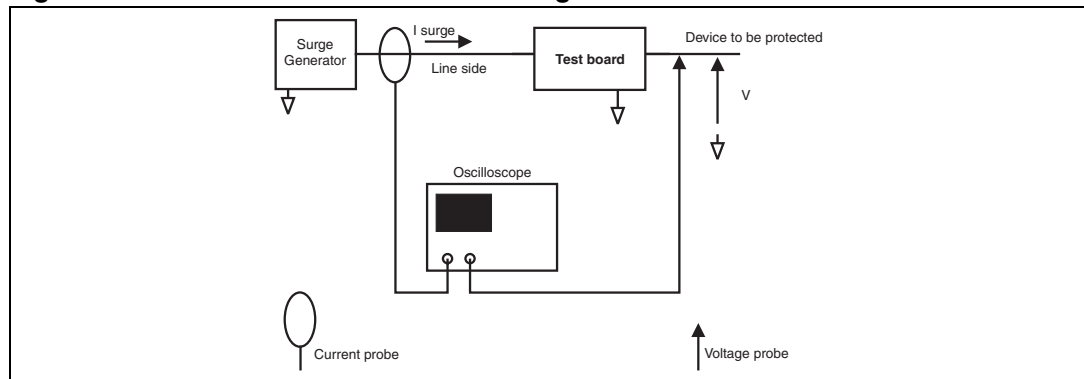 I surge
Device to be protected
Surge
Generator
Line side
Test board
V
Oscilloscope
Current probe
Voltage probe